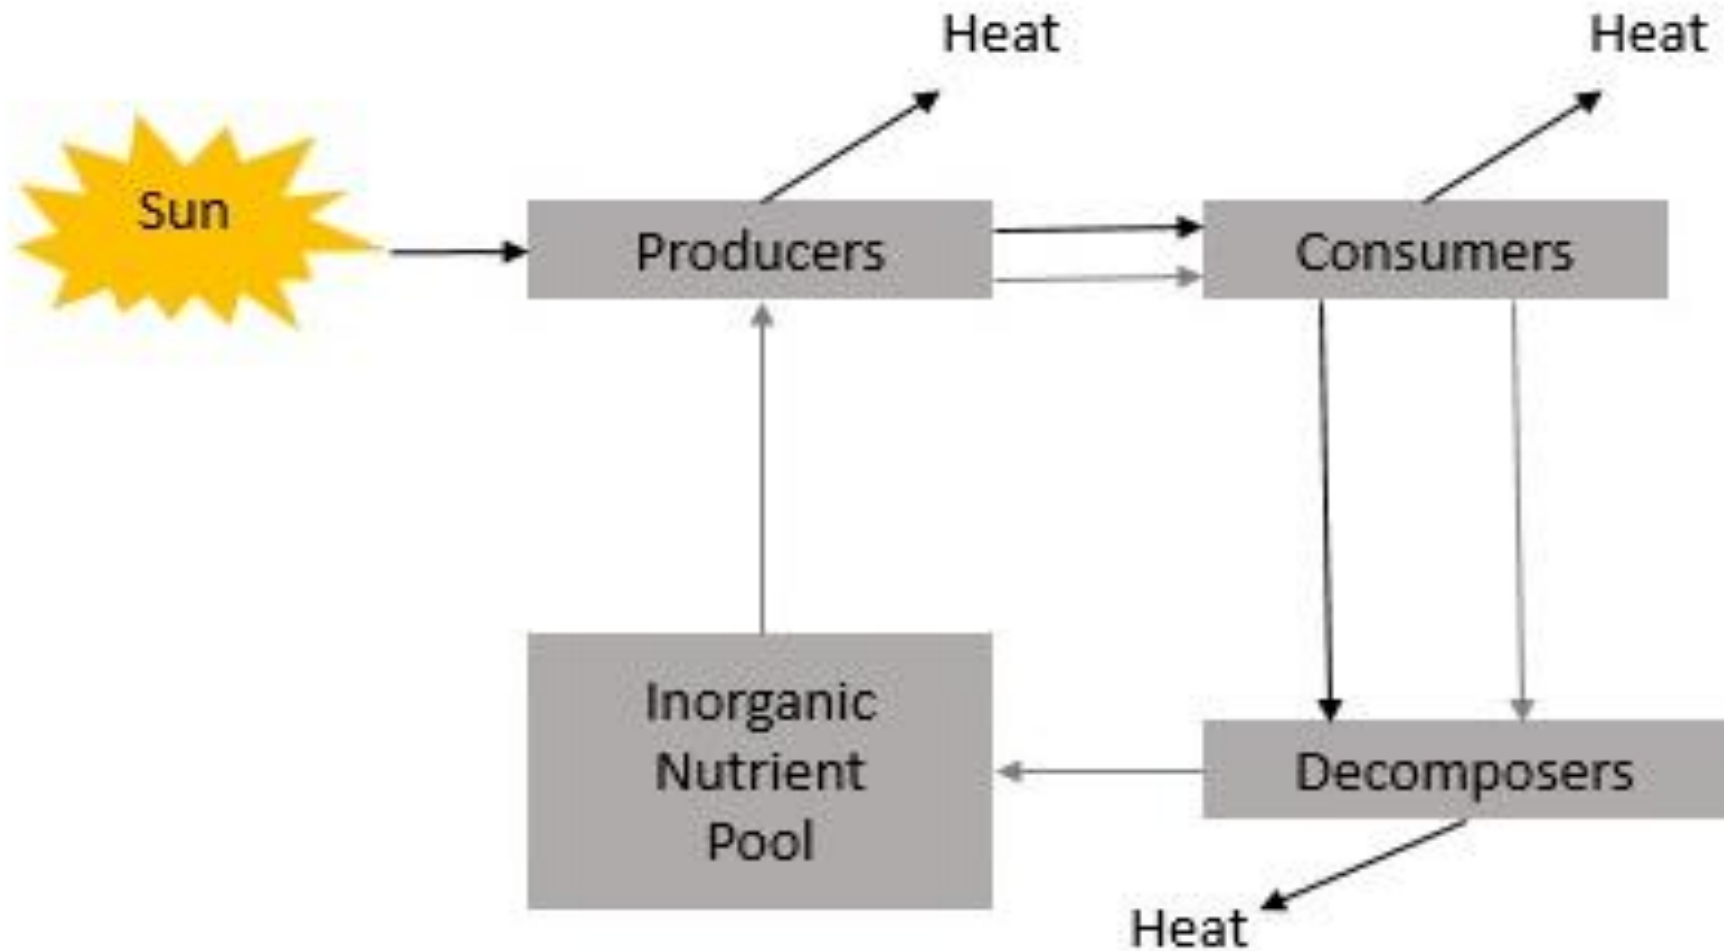 Heat
Heat
Sun
Producers
Consumers
Inorganic
Nutrient
Pool
Decomposers
Heat